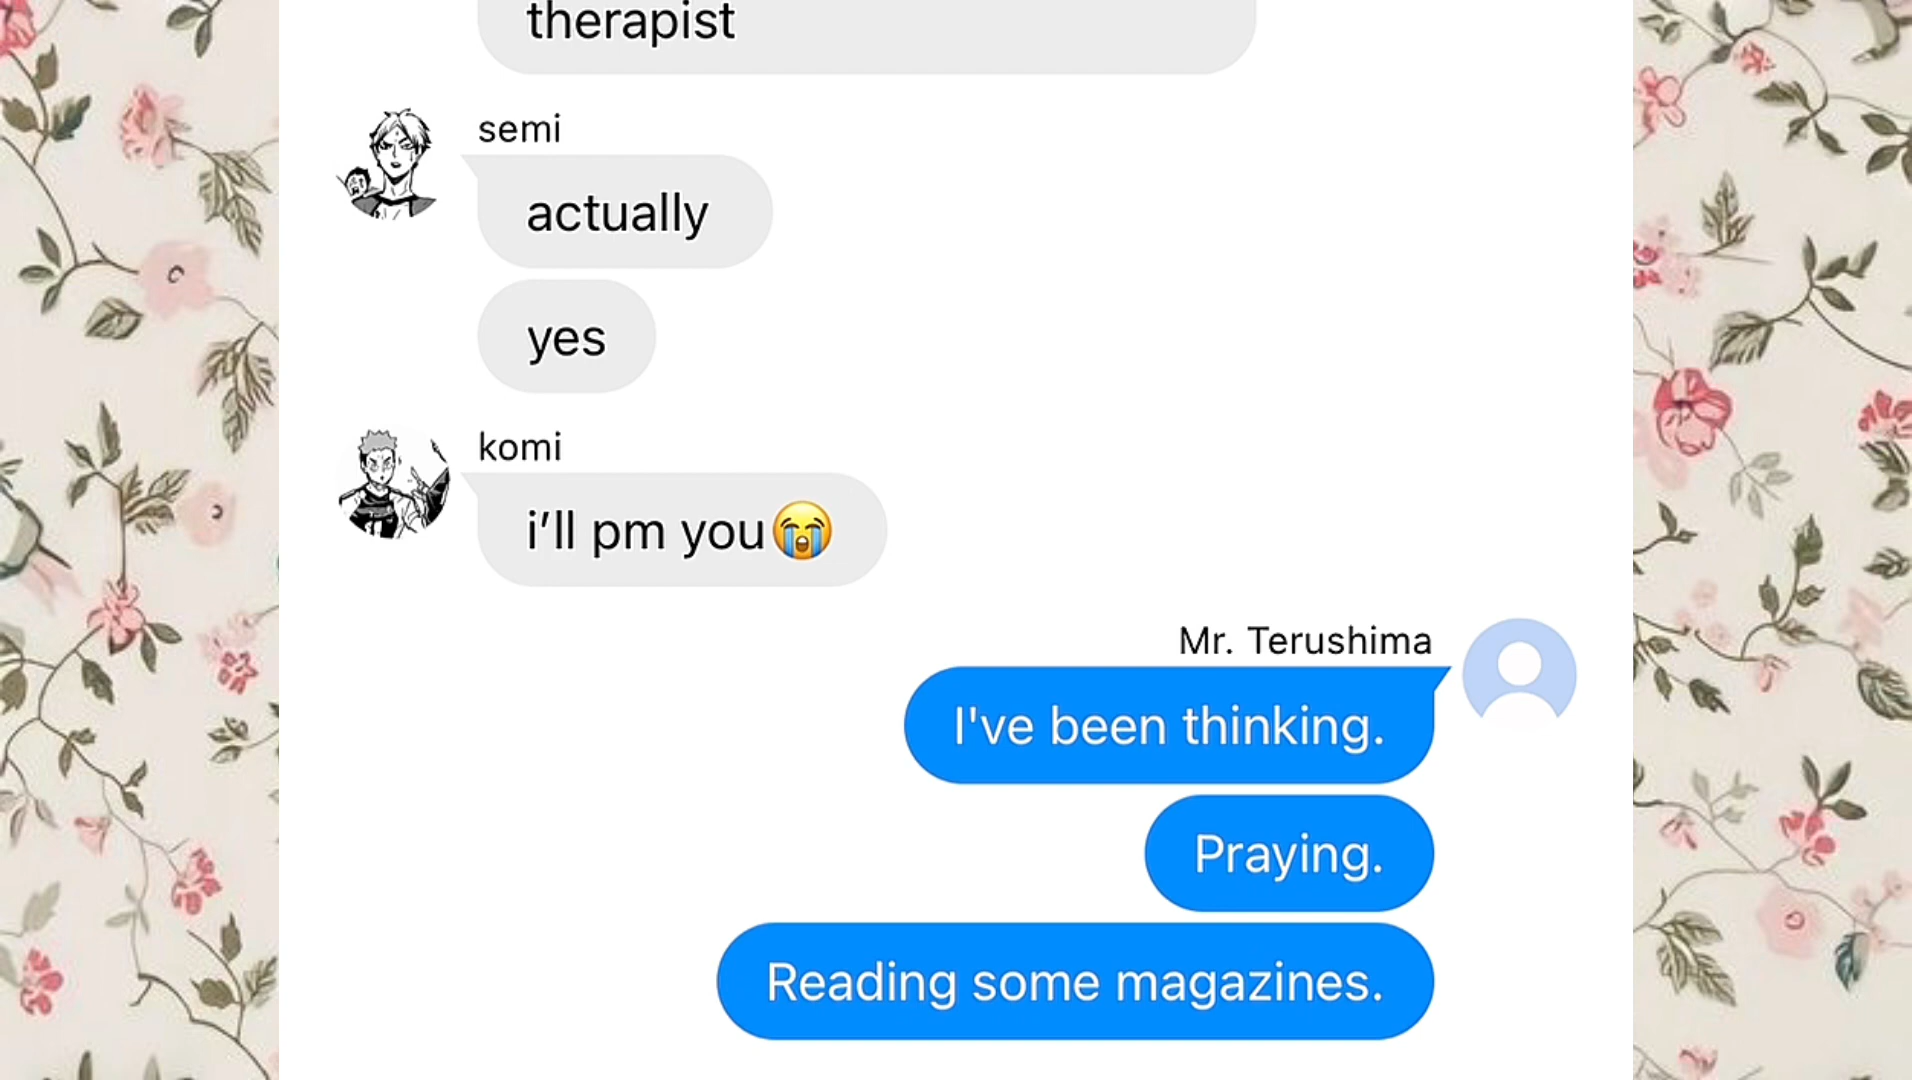 therapist
semi
actually
yes
komi
i’ll pm you😭
Mr. Terushima
I've been thinking.
Praying.
Reading some magazines.